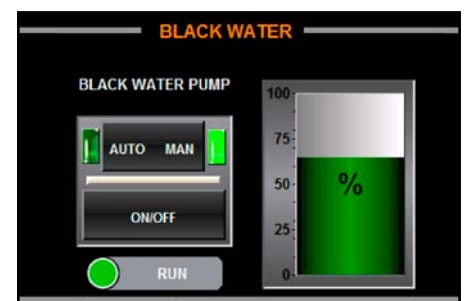 BLACK WATER
BLACK WATER PUMP
AUTO MAN
ON/OFF
RUN
100
75
50
25
0
%